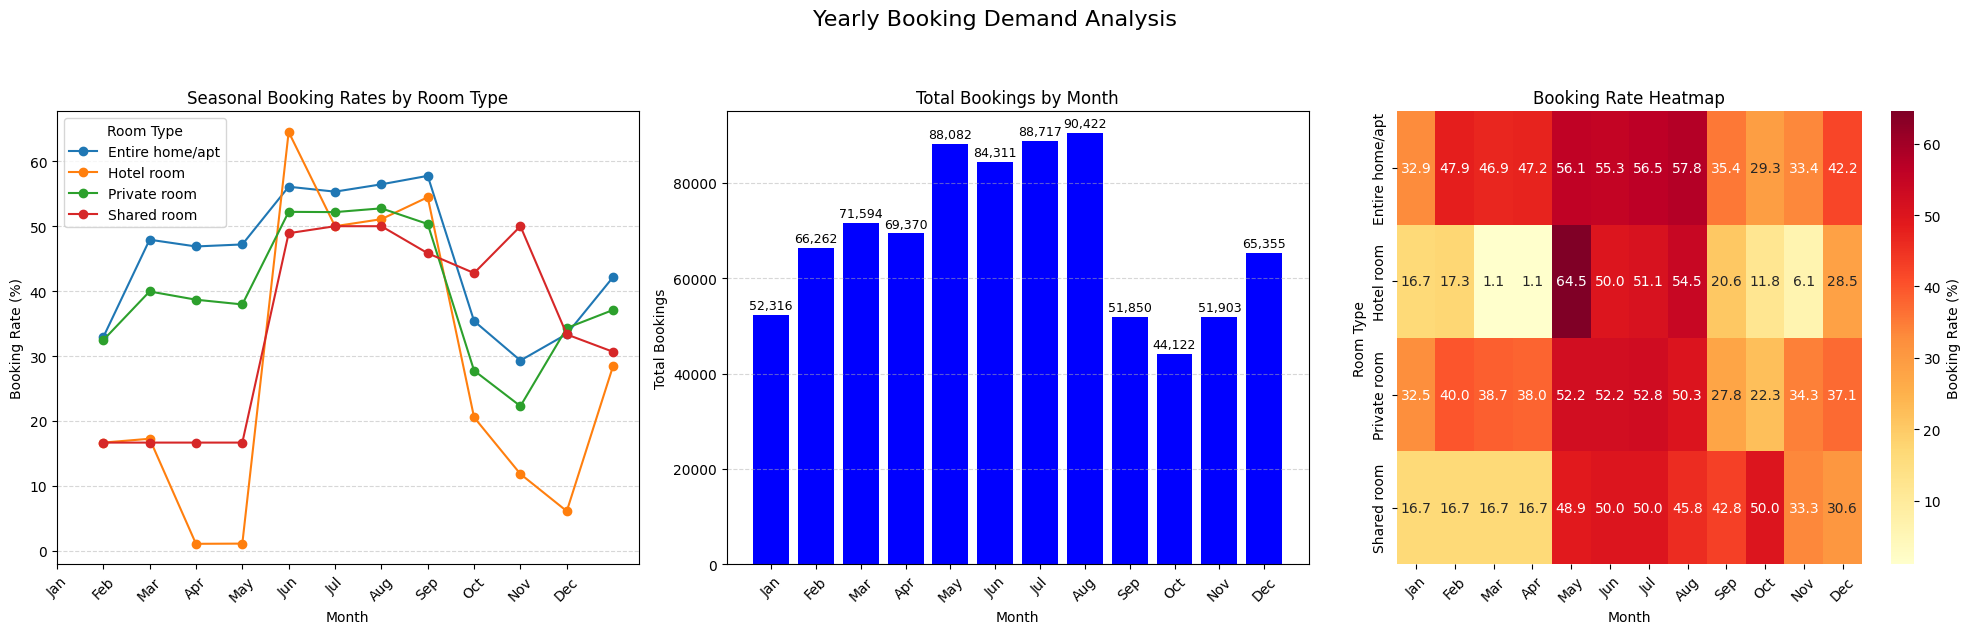 Yearly Booking Demand Analysis
Seasonal Booking Rates by Room Type
Room Type
Entire home/apt
Hotel room
Private room
Shared room
Booking Rate (%)
60
50
40
30
20
10
0
Jan Feb Mar Apr May Jun Jul Aug Sep Oct Nov Dec
Month
Total Bookings by Month
Total Bookings
80000
60000
40000
20000
0
52,316 66,262 71,594 69,370 88,082 84,311 88,717 90,422 51,850 44,122 51,903 65,355
Jan Feb Mar Apr May Jun Jul Aug Sep Oct Nov Dec
Month
Booking Rate Heatmap
Room Type
Entire home/apt
32.9 47.9 46.9 47.2 56.1 55.3 56.5 57.8 35.4 29.3 33.4 42.2
Hotel room
16.7 17.3 1.1 1.1 64.5 50.0 51.1 54.5 20.6 11.8 6.1 28.5
Private room
32.5 40.0 38.7 38.0 52.2 52.2 52.8 50.3 27.8 22.3 34.3 37.1
Shared room
16.7 16.7 16.7 16.7 48.9 50.0 50.0 45.8 42.8 50.0 33.3 30.6
Jan Feb Mar Apr May Jun Jul Aug Sep Oct Nov Dec
Month
60
50
40
30
20
10
Booking Rate (%)